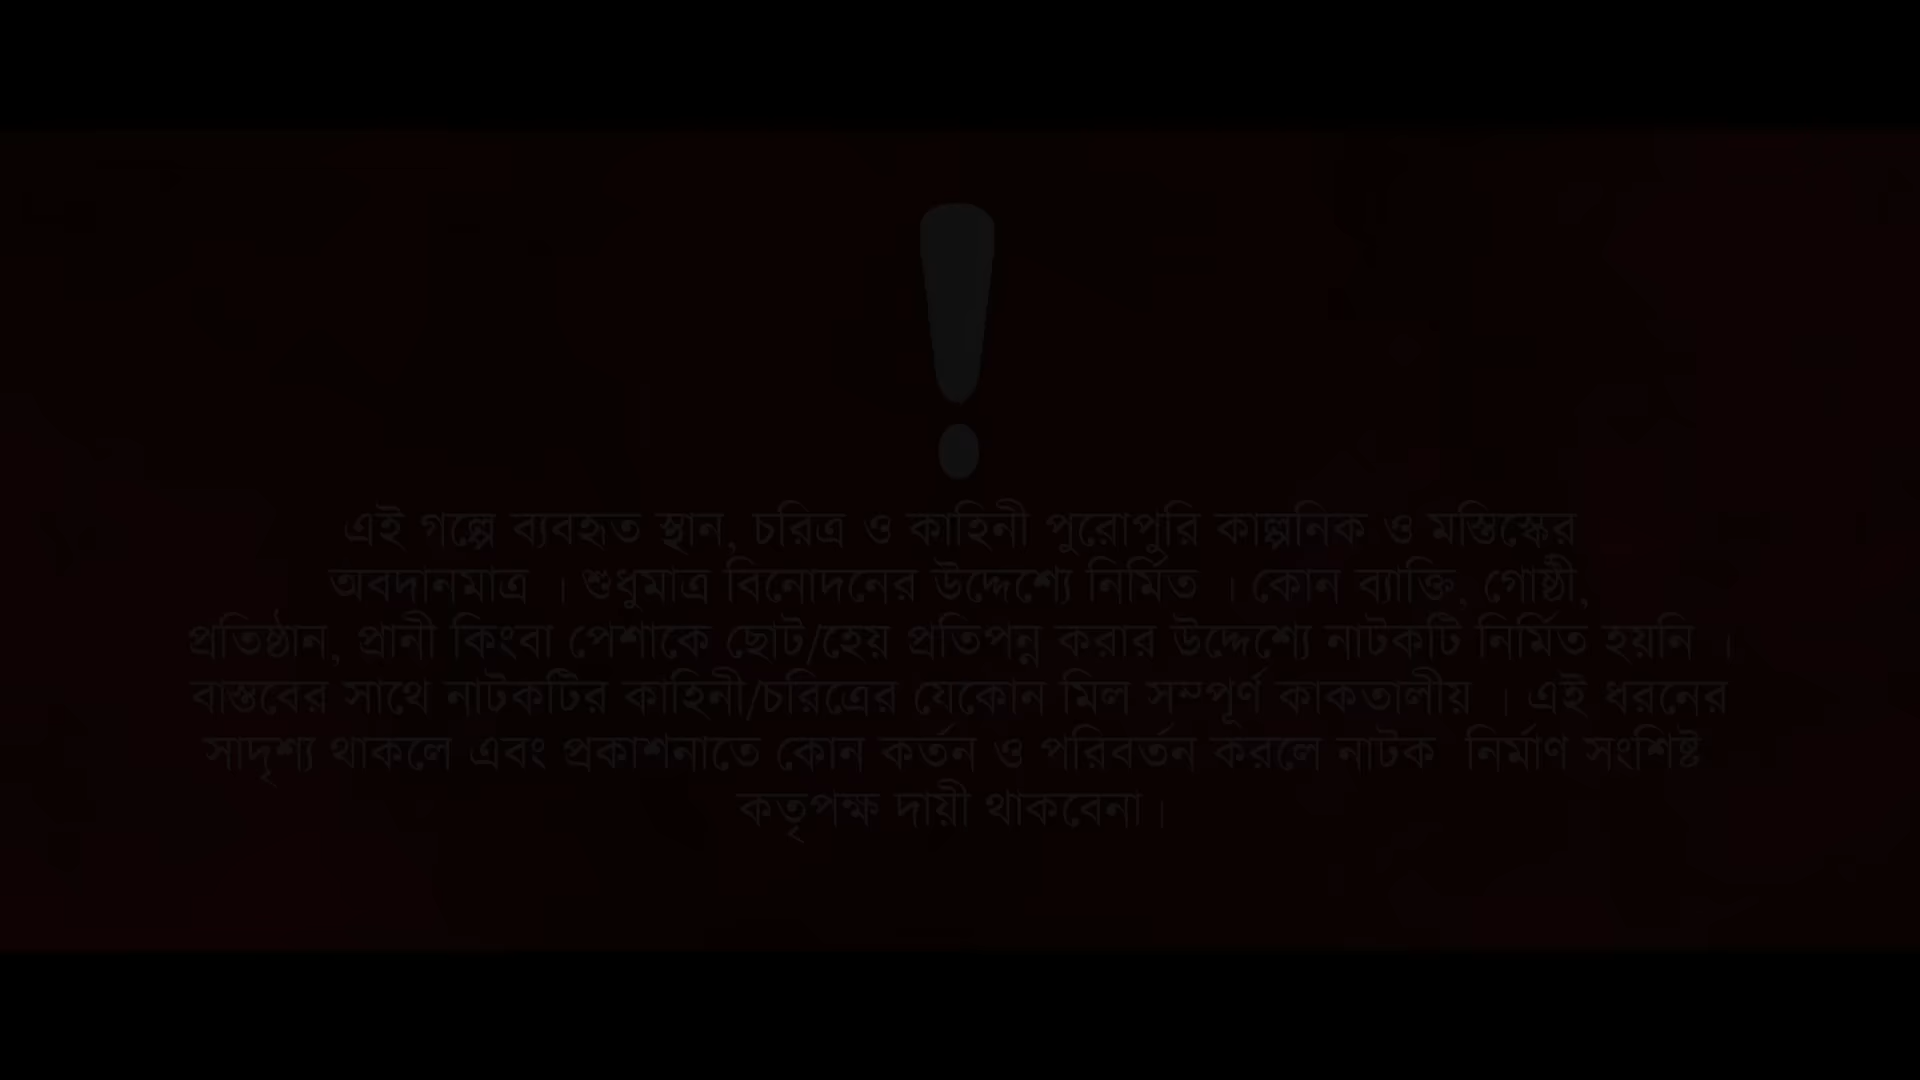 এই গল্পে ব্যবহৃত স্থান, চরিত্র ও কাহিনী পুরোপুরি কাল্পনিক ও মস্তিস্কের
অবদানমাত্র । শুধুমাত্র বিনোদনের উদ্দেশ্যে নির্মিত । কোন ব্যাক্তি, গোষ্ঠী,
প্রতিষ্ঠান, প্রানী কিংবা পেশাকে ছোট/হেয় প্রতিপন্ন করার উদ্দেশ্যে নাটকটি নির্মিত হয়নি ।
বাস্তবের সাথে নাটকটির কাহিনী/চরিত্রের যেকোন মিল সম্পূর্ণ কাকতালীয় । এই ধরনের
সাদৃশ্য থাকলে এবং প্রকাশনাতে কোন কর্তন ও পরিবর্তন করলে নাটক নির্মাণ সংশিষ্ট
কতৃপক্ষ দায়ী থাকবেনা।